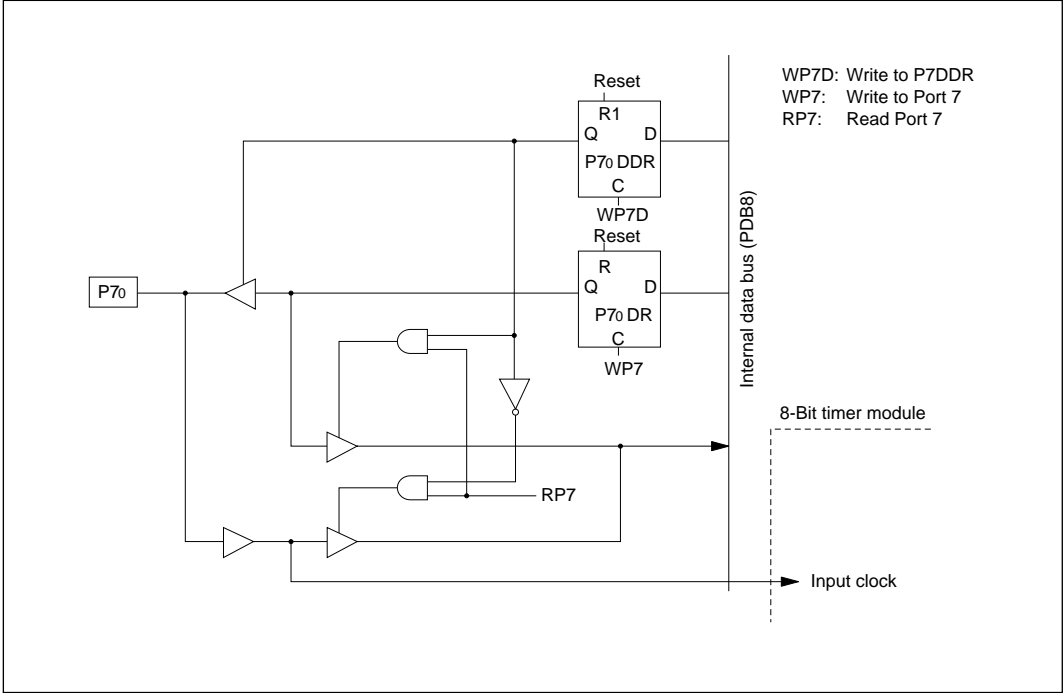 Reset
R1
Q D
P70 DDR
C
WP7D
Reset
R
Q D
P70 DR
C
WP7
P70
RP7
Internal data bus (PDB8)
WP7D: Write to P7DDR
WP7: Write to Port 7
RP7: Read Port 7
8-Bit timer module
Input clock